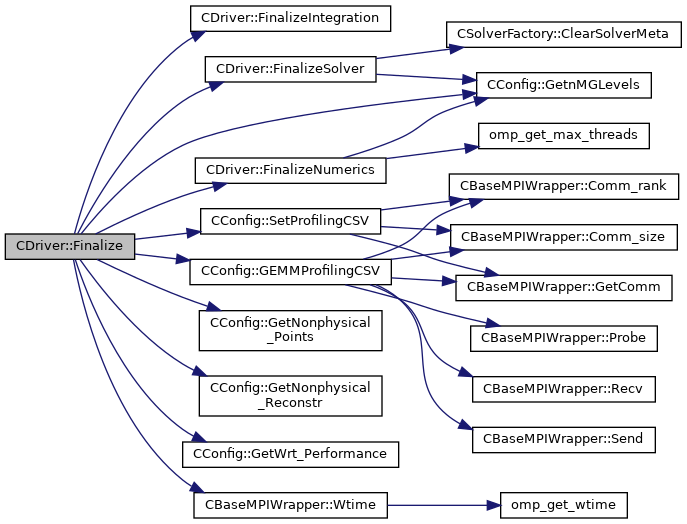 CDriver::Finalize
CDriver::FinalizeIntegration
CDriver::FinalizeSolver
CSolverFactory::ClearSolverMeta
CConfig::GetnMGLevels
CDriver::FinalizeNumerics
omp_get_max_threads
CConfig::SetProfilingCSV
CBaseMPIWrapper::Comm_rank
CBaseMPIWrapper::Comm_size
CConfig::GEMMProfilingCSV
CBaseMPIWrapper::GetComm
CConfig::GetNonphysical
_Points
CBaseMPIWrapper::Probe
CConfig::GetNonphysical
_Reconstr
CBaseMPIWrapper::Recv
CBaseMPIWrapper::Send
CConfig::GetWrt_Performance
CBaseMPIWrapper::Wtime
omp_get_wtime